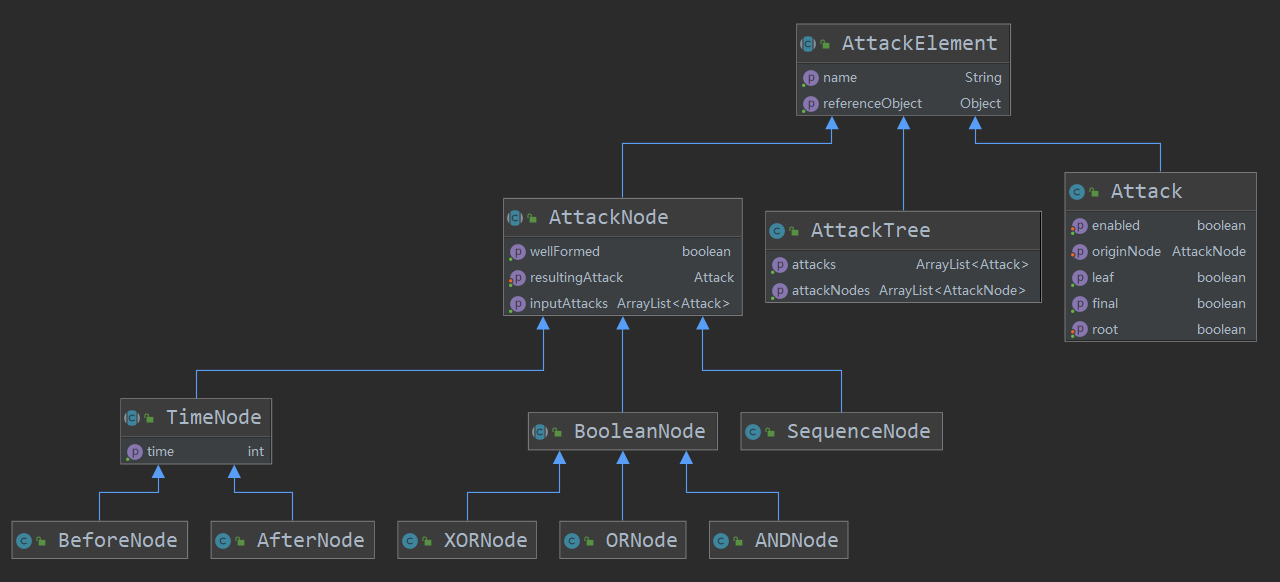 AttackElement
name String
referenceObject Object
AttackNode
wellFormed boolean
resultingAttack Attack
inputAttacks ArrayList<Attack>
AttackTree
attacks ArrayList<Attack>
attackNodes ArrayList<AttackNode>
Attack
enabled boolean
originNode AttackNode
leaf boolean
final boolean
root boolean
TimeNode
time int
BooleanNode
SequenceNode
BeforeNode
AfterNode
XORNode
ORNode
ANDNode